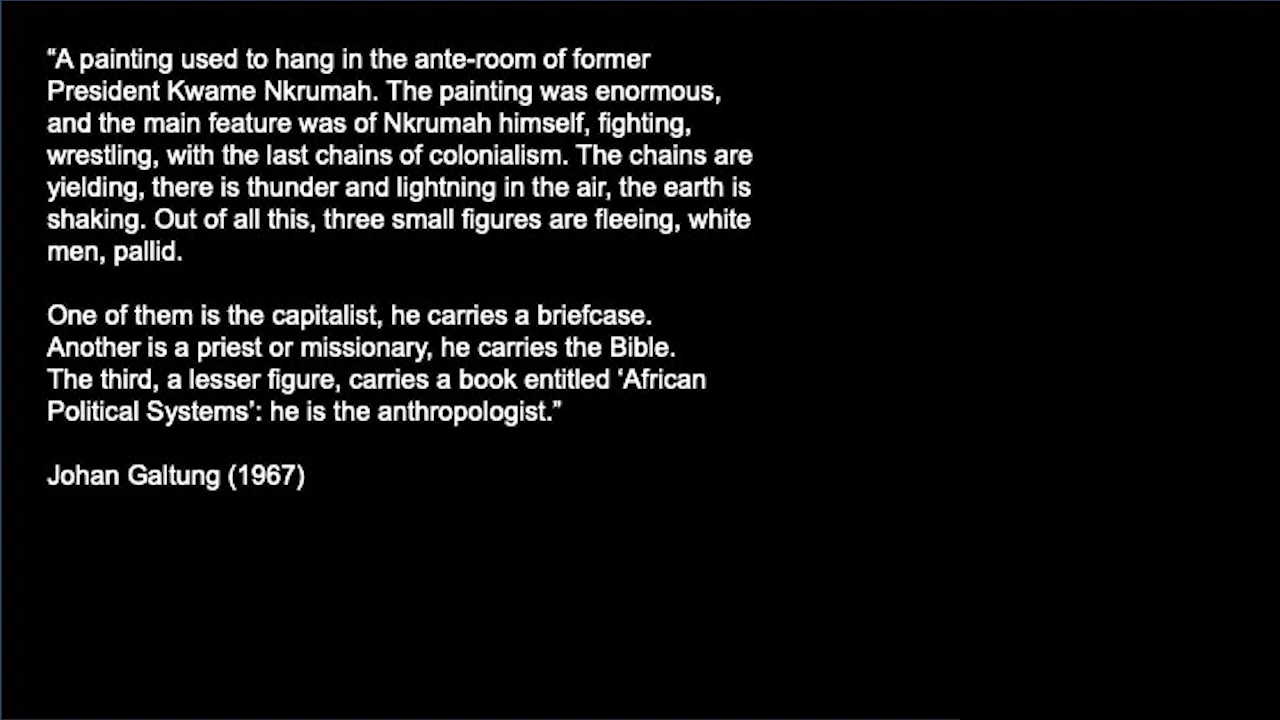 “A painting used to hang in the ante-room of former
President Kwame Nkrumah. The painting was enormous,
and the main feature was of Nkrumah himself, fighting,
wrestling, with the last chains of colonialism. The chains are
yielding, there is thunder and lightning in the air, the earth is
shaking. Out of all this, three small figures are fleeing, white
men, pallid.
One of them is the capitalist, he carries a briefcase.
Another is a priest or missionary, he carries the Bible.
The third, a lesser figure, carries a book entitled ‘African
Political Systems’: he is the anthropologist.”
Johan Galtung (1967)